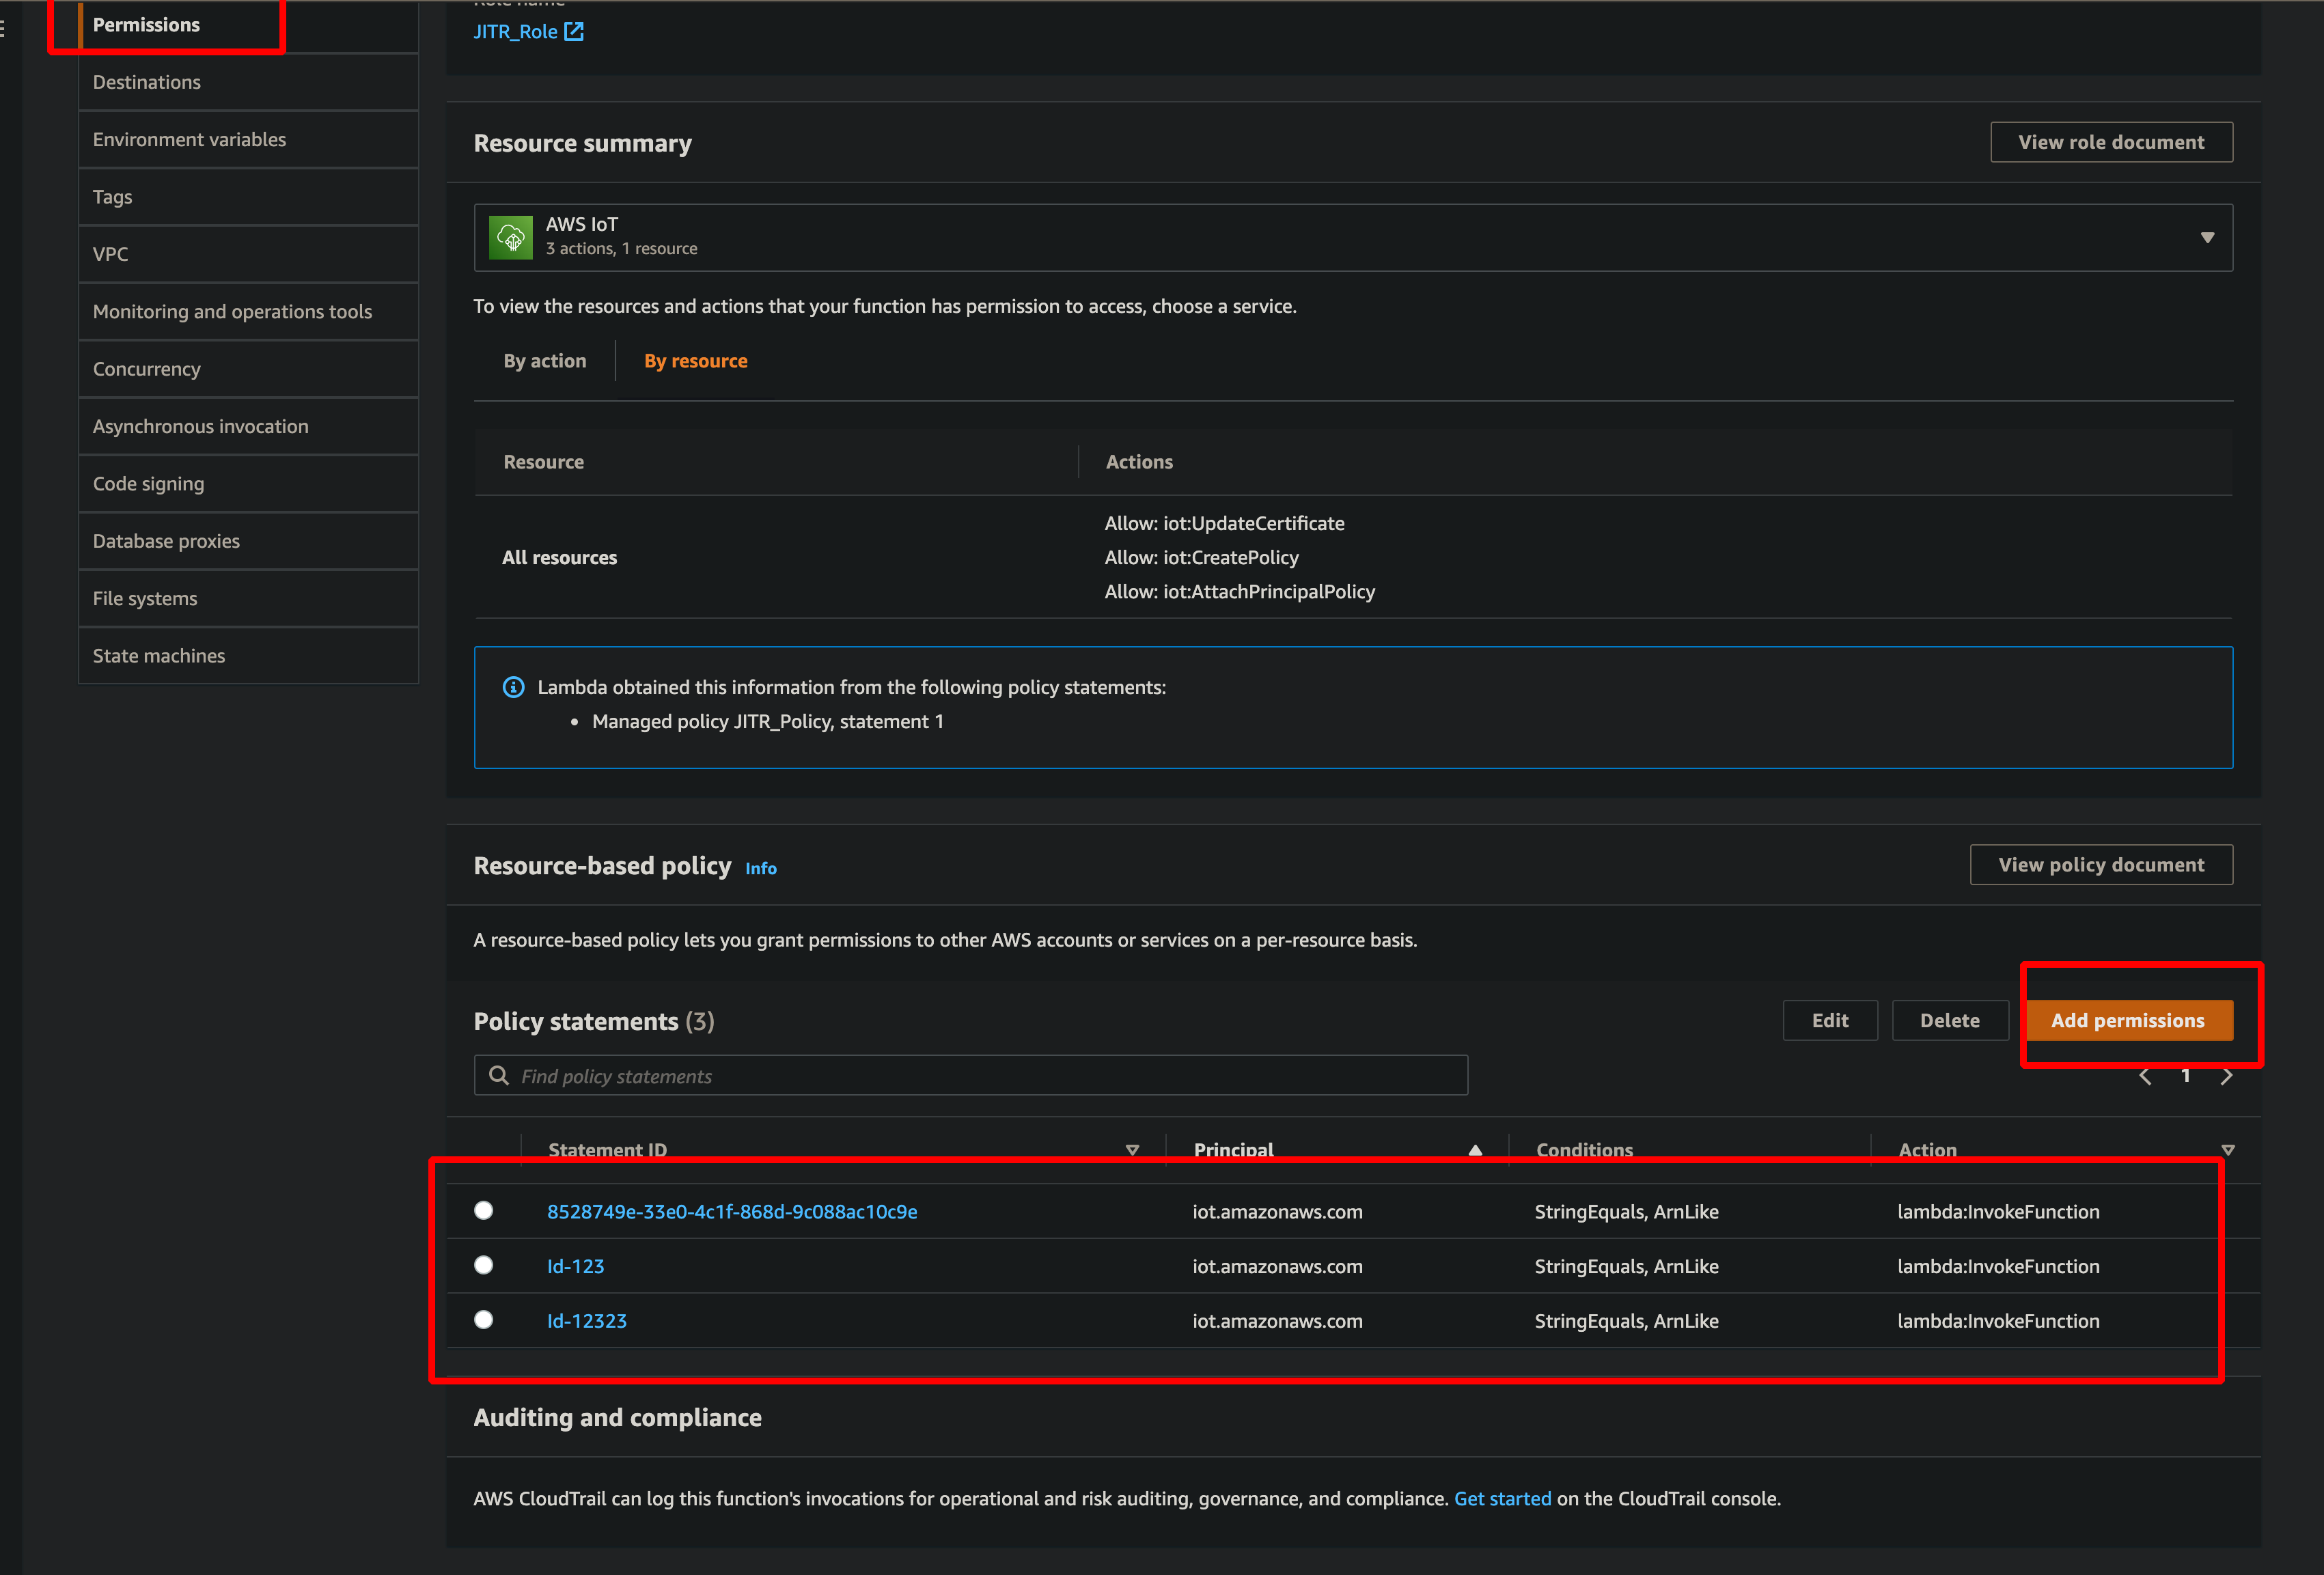 Permissions
Destinations
Environment variables
Tags
VPC
Monitoring and operations tools
Concurrency
Asynchronous invocation
Code signing
Database proxies
File systems
State machines
Role name
JITR_Role
Resource summary
View role document
AWS IoT
3 actions, 1 resource
To view the resources and actions that your function has permission to access, choose a service.
By action
By resource
Resource
Actions
All resources
Allow: iot:UpdateCertificate
Allow: iot:CreatePolicy
Allow: iot:AttachPrincipalPolicy
Lambda obtained this information from the following policy statements:
• Managed policy JITR_Policy, statement 1
Resource-based policy Info
View policy document
A resource-based policy lets you grant permissions to other AWS accounts or services on a per-resource basis.
Policy statements (3)
Edit
Delete
Add permissions
Find policy statements
1
Statement ID Principal Conditions Action
8528749e-33e0-4c1f-868d-9c088ac10c9e iot.amazonaws.com StringEquals, ArnLike lambda:InvokeFunction
Id-123 iot.amazonaws.com StringEquals, ArnLike lambda:InvokeFunction
Id-12323 iot.amazonaws.com StringEquals, ArnLike lambda:InvokeFunction
Auditing and compliance
AWS CloudTrail can log this function's invocations for operational and risk auditing, governance, and compliance. Get started on the CloudTrail console.